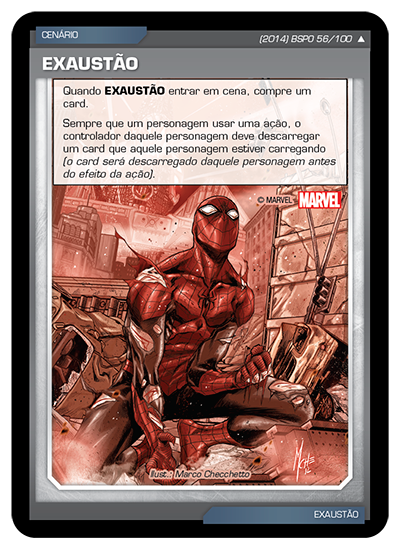 CENÁRIO
(2014) BSPO 56/100 ▲
EXAUSTÃO
Quando EXAUSTÃO entrar em cena, compre um
card.
Sempre que um personagem usar uma ação, o
controlador daquele personagem deve descarregar
um card que aquele personagem estiver carregando
(o card será descarregado daquele personagem antes
do efeito da ação).
© MARVEL MARVEL
Illust.: Marco Checchetto
EXAUSTÃO